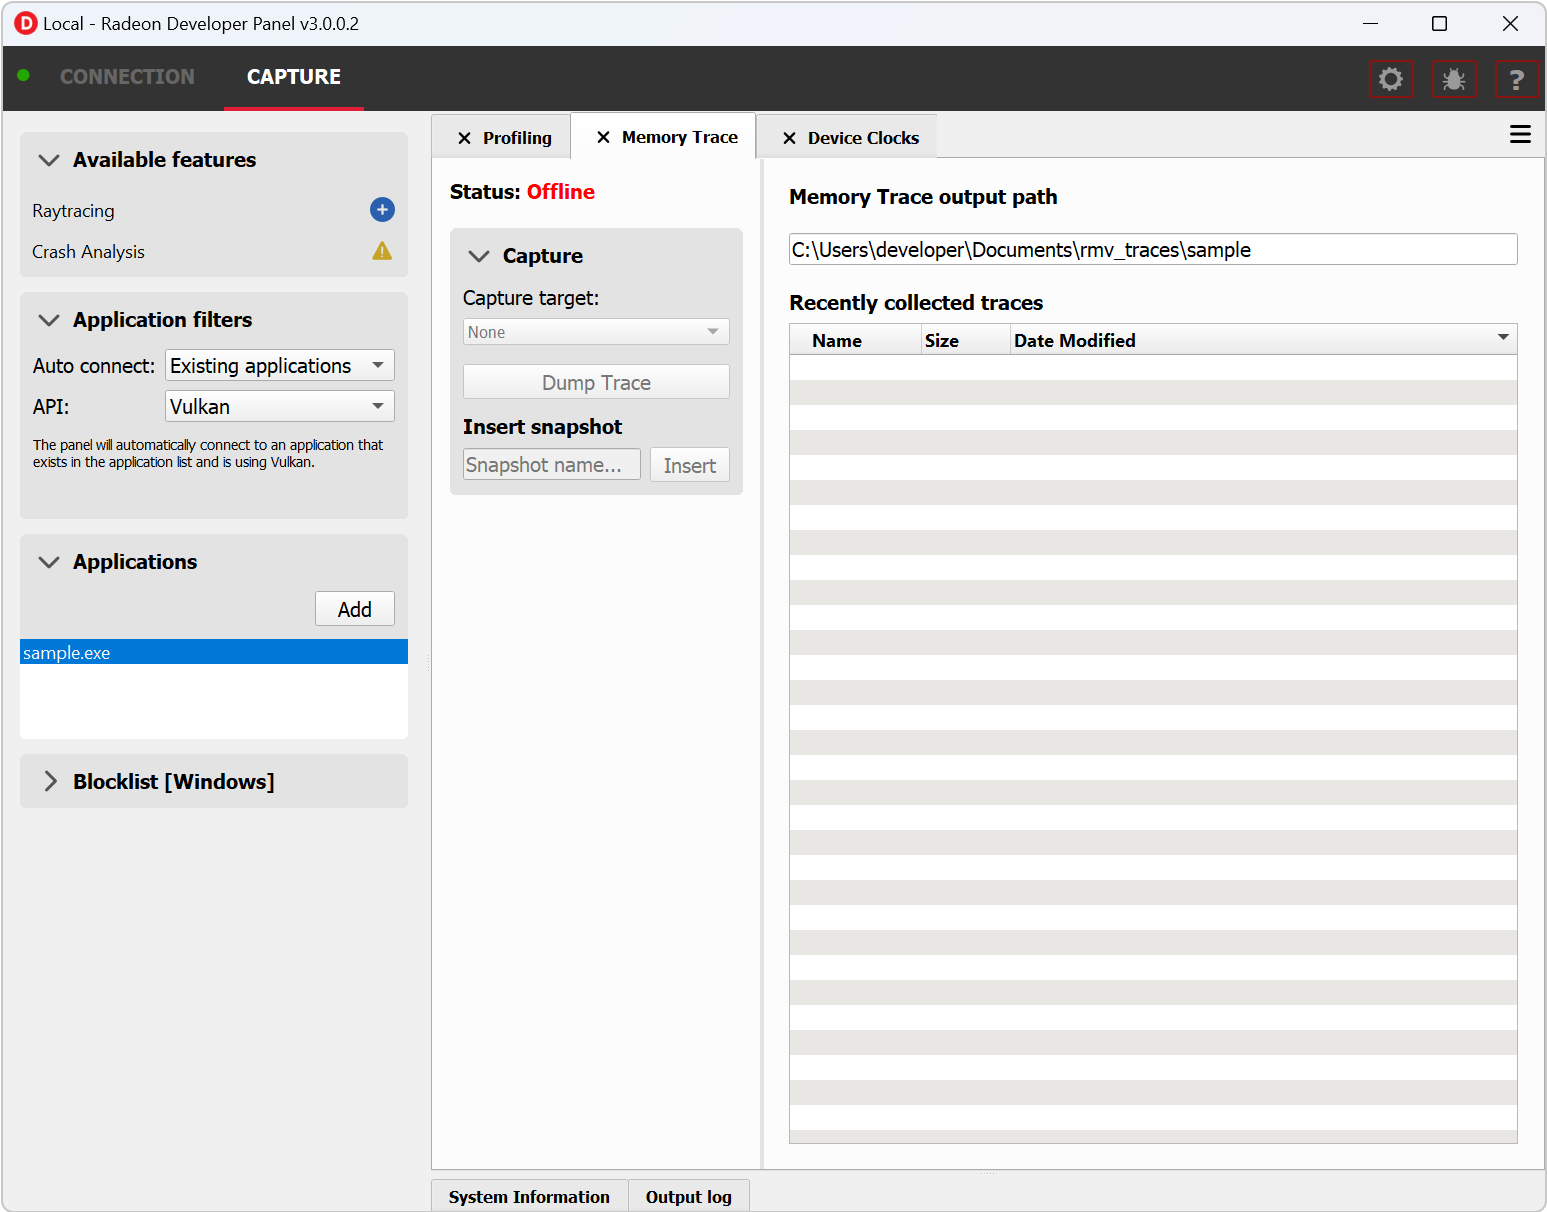 Local - Radeon Developer Panel v3.0.0.2
CONNECTION
CAPTURE
?
Available features
Raytracing
Crash Analysis
Application filters
Auto connect: Existing applications
API: Vulkan
The panel will automatically connect to an application that
exists in the application list and is using Vulkan.
Applications
Add
sample.exe
Blocklist [Windows]
Profiling
Memory Trace
Device Clocks
Status: Offline
Capture
Capture target:
None
Dump Trace
Insert snapshot
Snapshot name...
Insert
Memory Trace output path
C:\Users\developer\Documents\rmv_traces\sample
Recently collected traces
Name Size Date Modified
System Information
Output log